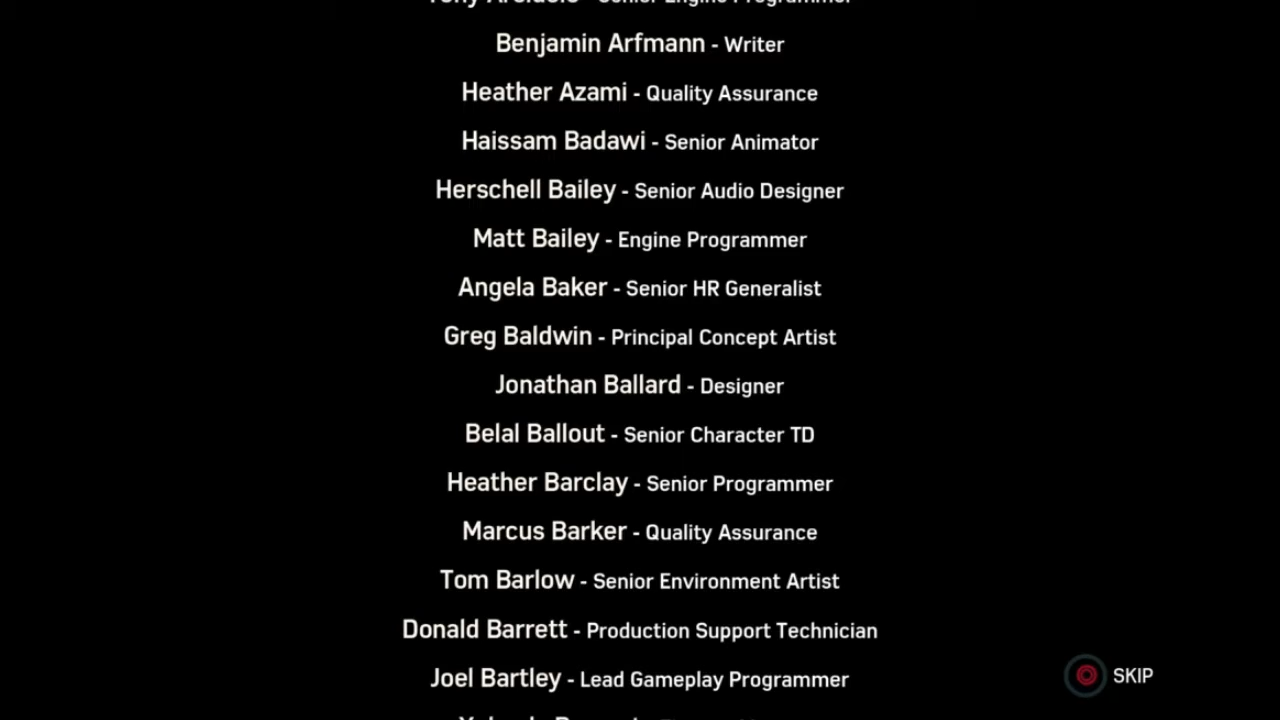 Benjamin Arfmann - Writer
Heather Azami - Quality Assurance
Haissam Badawi - Senior Animator
Herschell Bailey - Senior Audio Designer
Matt Bailey - Engine Programmer
Angela Baker - Senior HR Generalist
Greg Baldwin - Principal Concept Artist
Jonathan Ballard - Designer
Belal Ballout - Senior Character TD
Heather Barclay - Senior Programmer
Marcus Barker - Quality Assurance
Tom Barlow - Senior Environment Artist
Donald Barrett - Production Support Technician
Joel Bartley - Lead Gameplay Programmer
SKIP